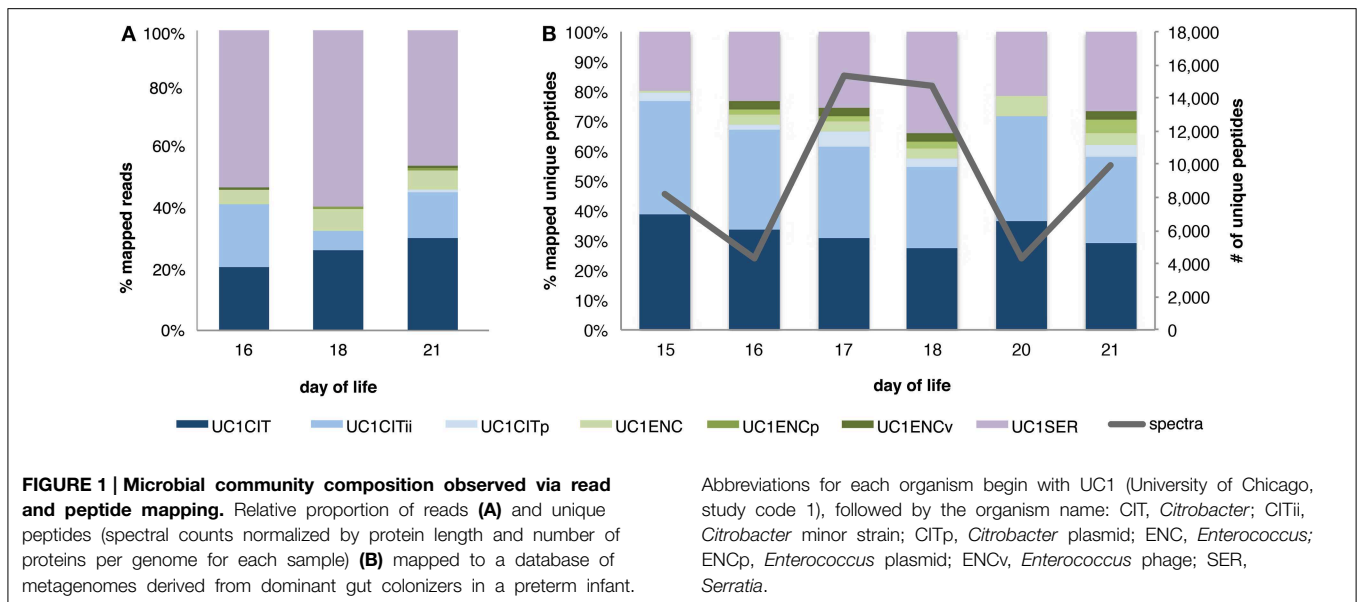 A
100%
80%
60%
40%
20%
0%
% mapped reads
16 18 21
day of life
B
100%
90%
80%
70%
60%
50%
40%
30%
20%
10%
0%
% mapped unique peptides
18,000
16,000
14,000
12,000
10,000
8,000
6,000
4,000
2,000
0
# of unique peptides
15 16 17 18 20 21
day of life
UC1CIT UC1CITii UC1CITp UC1ENC UC1ENCp UC1ENCv UC1SER spectra
FIGURE 1 | Microbial community composition observed via read
and peptide mapping. Relative proportion of reads (A) and unique
peptides (spectral counts normalized by protein length and number of
proteins per genome for each sample) (B) mapped to a database of
metagenomes derived from dominant gut colonizers in a preterm infant.
Abbreviations for each organism begin with UC1 (University of Chicago,
study code 1), followed by the organism name: CIT, Citrobacter; CITii,
Citrobacter minor strain; CITp, Citrobacter plasmid; ENC, Enterococcus;
ENCp, Enterococcus plasmid; ENCv, Enterococcus phage; SER,
Serratia.